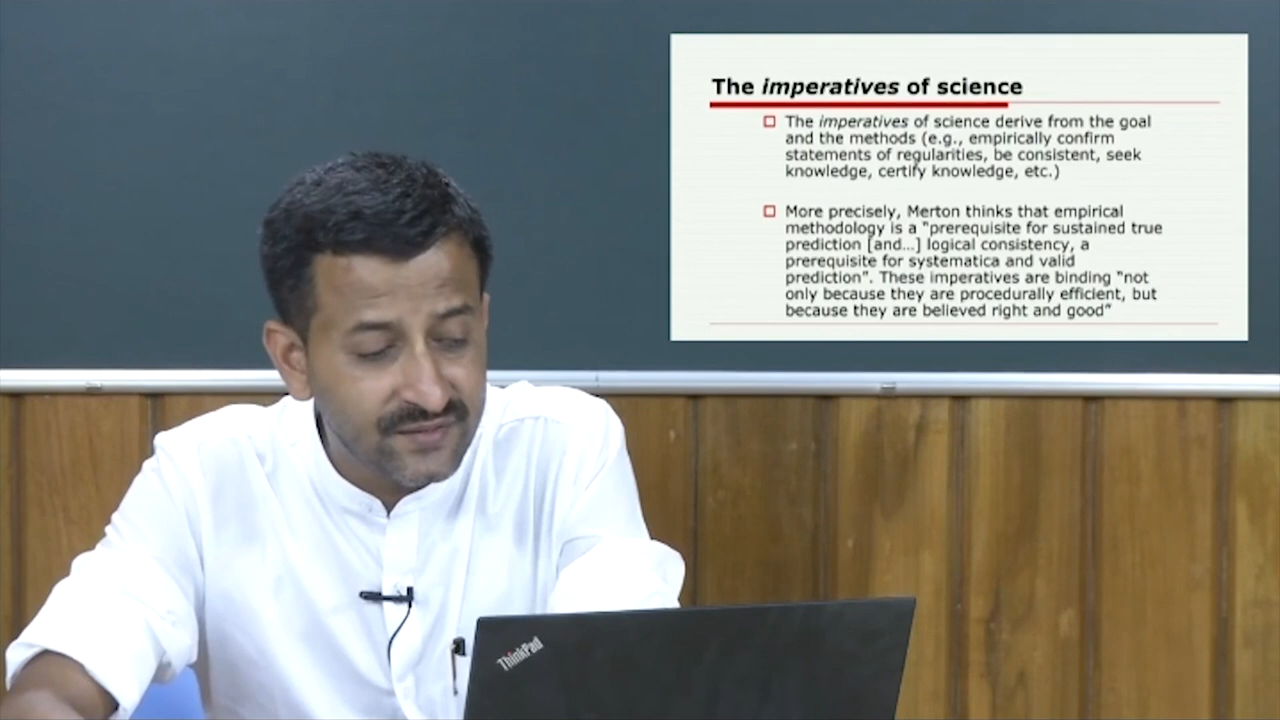 The imperatives of science
The imperatives of science derive from the goal
and the methods (e.g., empirically confirm
statements of regularities, be consistent, seek
knowledge, certify knowledge, etc.)
More precisely, Merton thinks that empirical
methodology is a “prerequisite for sustained true
prediction [and…] logical consistency, a
prerequisite for systematica and valid
prediction”. These imperatives are binding “not
only because they are procedurally efficient, but
because they are believed right and good”
ThinkPad